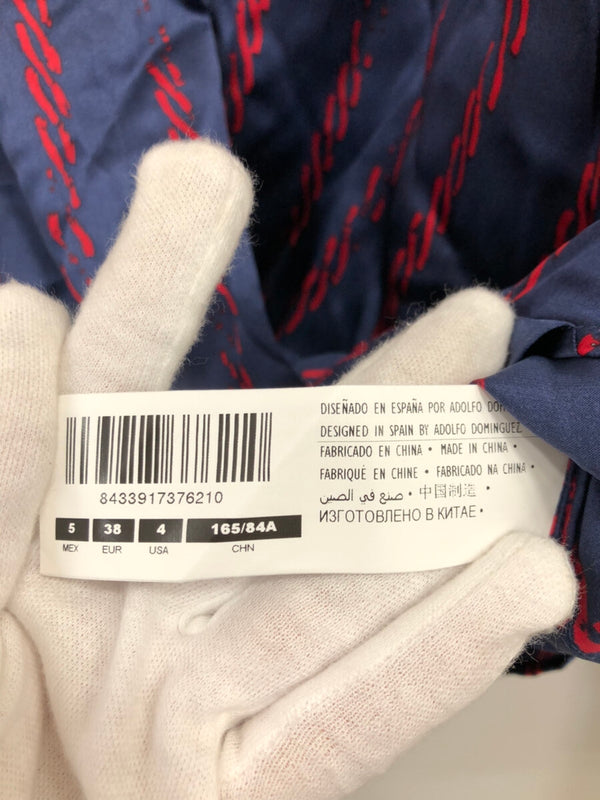 8433917376210
5 38 4 165/84A
MEX EUR USA CHN
DISEÑADO EN ESPAÑA POR ADOLFO
DESIGNED IN SPAIN BY ADOLFO DOMINGUEZ
FABRICADO EN CHINA • MADE IN CHINA •
FABRIQUÉ EN CHINE • FABRICADO NA CHINA •
صنع في الصين • 中国制造 •
ИЗГОТОВЛЕНО В КИТАЕ •